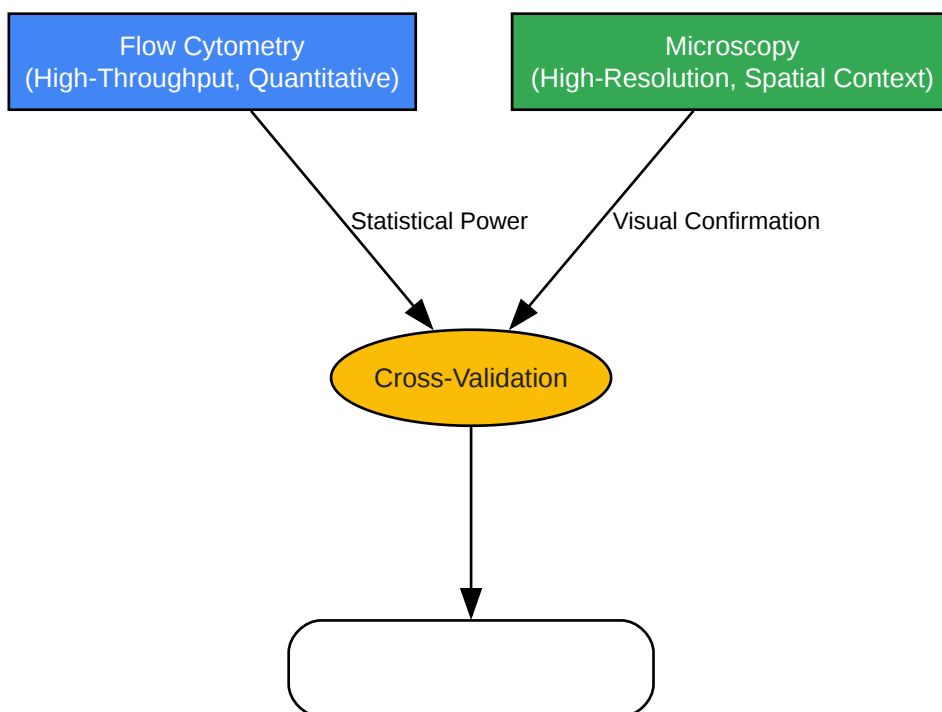 Flow Cytometry
(High-Throughput, Quantitative)
Microscopy
(High-Resolution, Spatial Context)
Statistical Power
Visual Confirmation
Cross-Validation